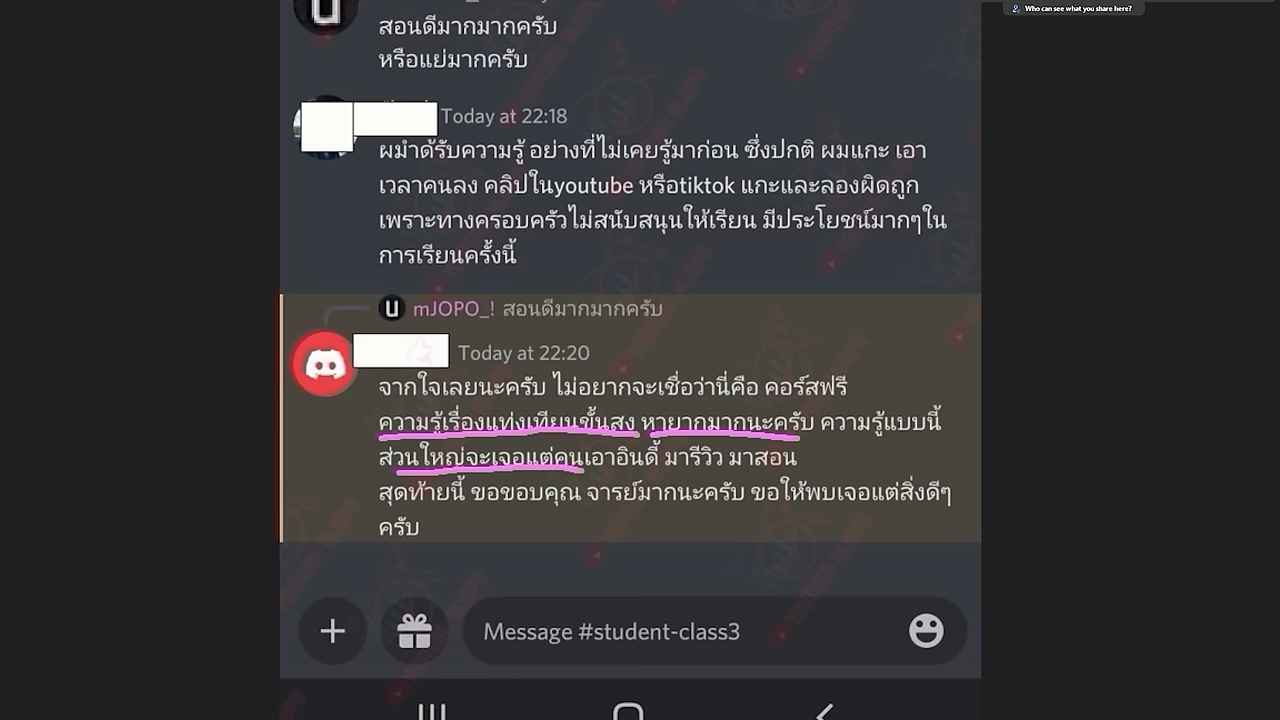 Who can see what you share here?
สอนดีมากมากครับ
หรือแย่มากครับ
Today at 22:18
ผมำด้รับความรู้ อย่างที่ไม่เคยรู้มาก่อน ซึ่งปกติ ผมแกะ เอา
เวลาคนลง คลิปในyoutube หรือtiktok แกะและลองผิดถูก
เพราะทางครอบครัวไม่สนับสนุนให้เรียน มีประโยชน์มากๆใน
การเรียนครั้งนี้
mJOPO_! สอนดีมากมากครับ
Today at 22:20
จากใจเลยนะครับ ไม่อยากจะเชื่อว่านี่คือ คอร์สฟรี
ความรู้เรื่องแท่งเทียนขั้นสูง หายากมากนะครับ ความรู้แบบนี้
ส่วนใหญ่จะเจอแต่คนเอาอินดี้ มารีวิว มาสอน
สุดท้ายนี้ ขอขอบคุณ จารย์มากนะครับ ขอให้พบเจอแต่สิ่งดีๆ
ครับ
Message #student-class3